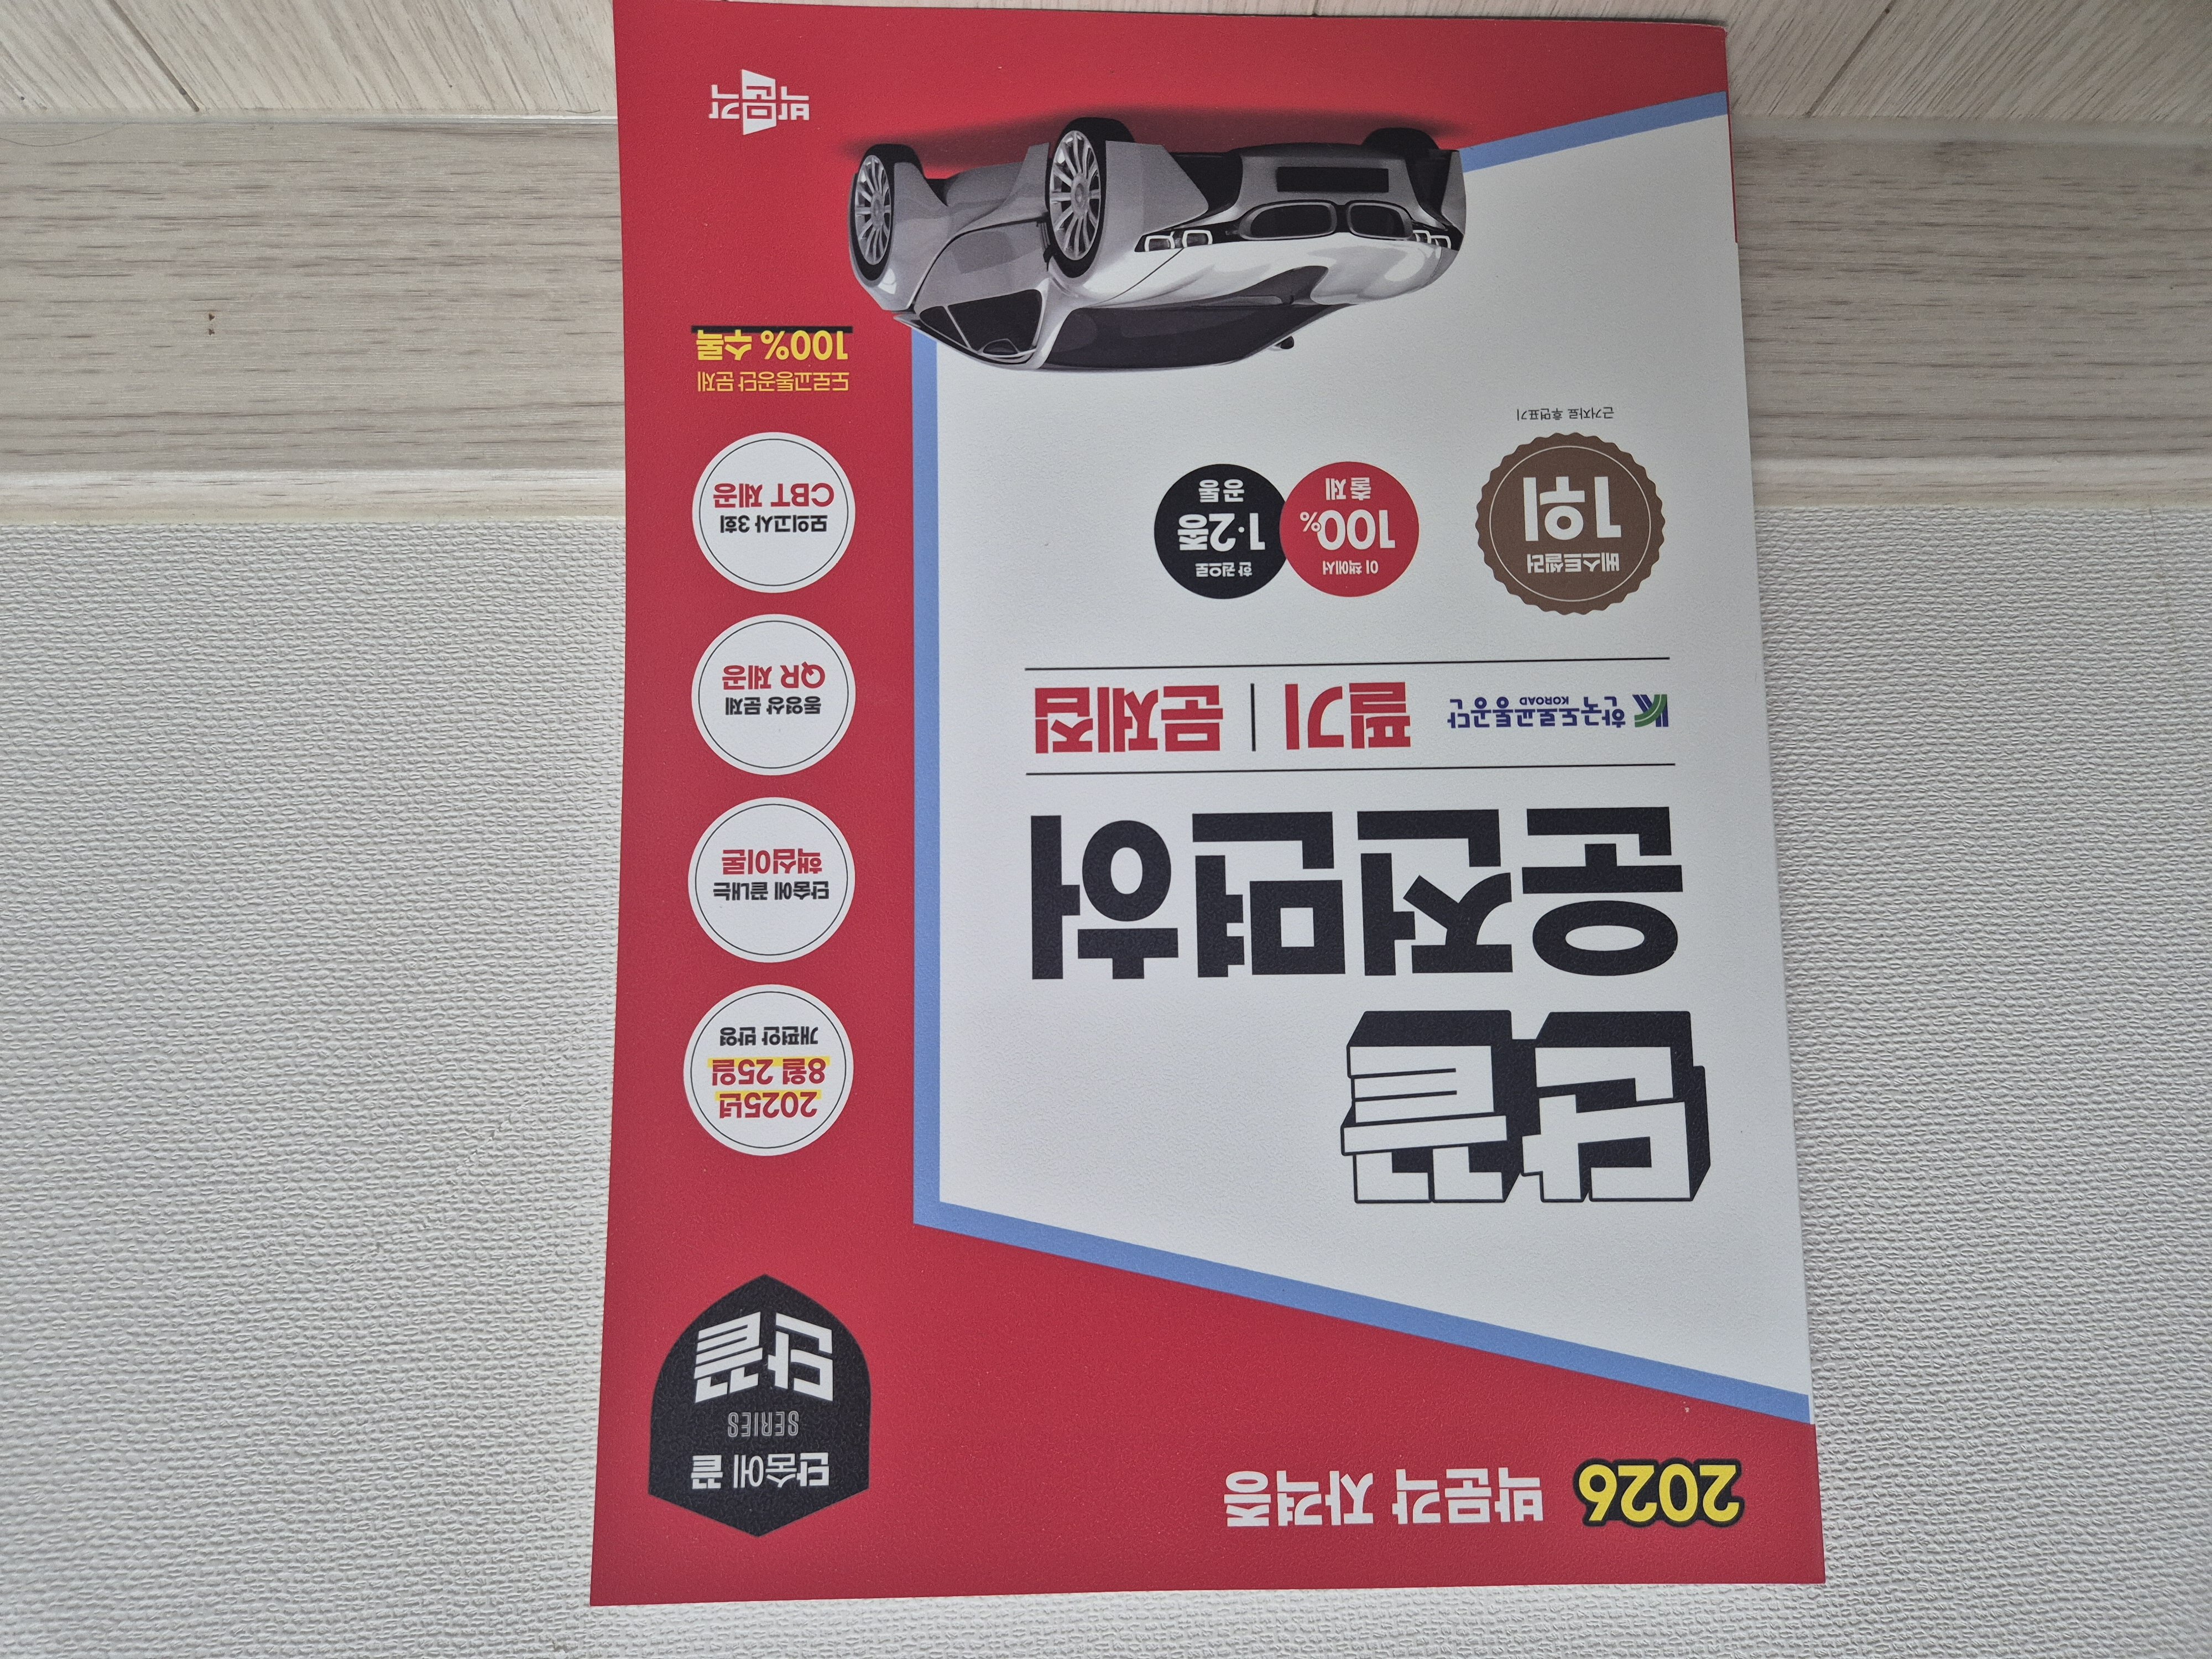 2026 박문각 자격증
단숨에 끝
SERIES
단끝
단끝
운전면허
한국도로교통공단
KOROAD
필기 | 문제집
베스트셀러
1위
근거자료 후면표기
이 책에서
100%
출제
한 권으로
1·2종
공통
2025년
8월 25일
개편안 반영
단숨에 끝내는
핵심이론
동영상 문제
QR 제공
모의고사 3회
CBT 제공
도로교통공단 문제
100% 수록
박문각